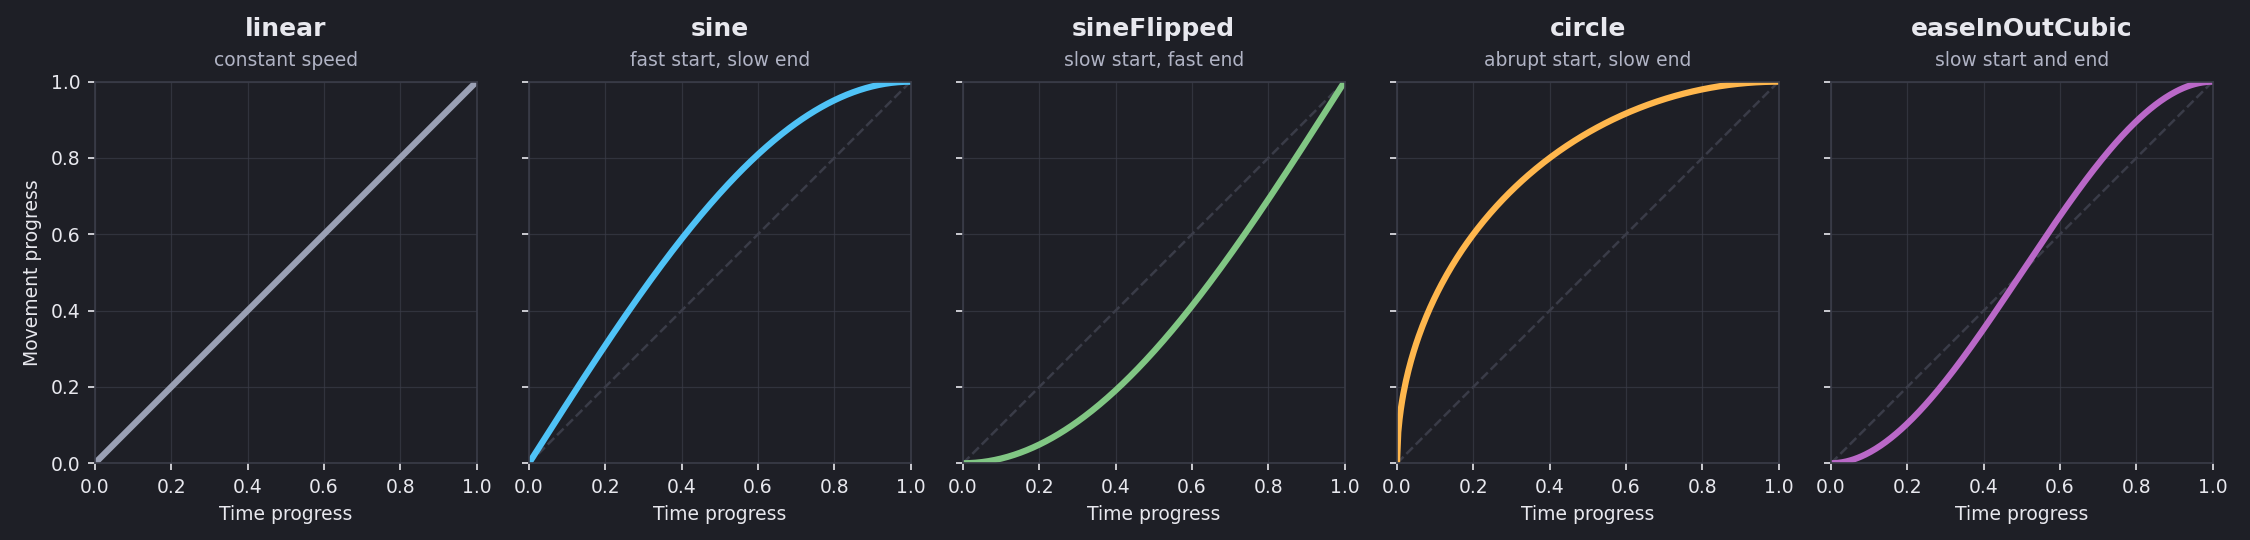 linear
constant speed
sine
fast start, slow end
sineFlipped
slow start, fast end
circle
abrupt start, slow end
easeInOutCubic
slow start and end
Movement progress
1.0
0.8
0.6
0.4
0.2
0.0
0.0 0.2 0.4 0.6 0.8 1.0
Time progress
0.0 0.2 0.4 0.6 0.8 1.0
Time progress
0.0 0.2 0.4 0.6 0.8 1.0
Time progress
0.0 0.2 0.4 0.6 0.8 1.0
Time progress
0.0 0.2 0.4 0.6 0.8 1.0
Time progress